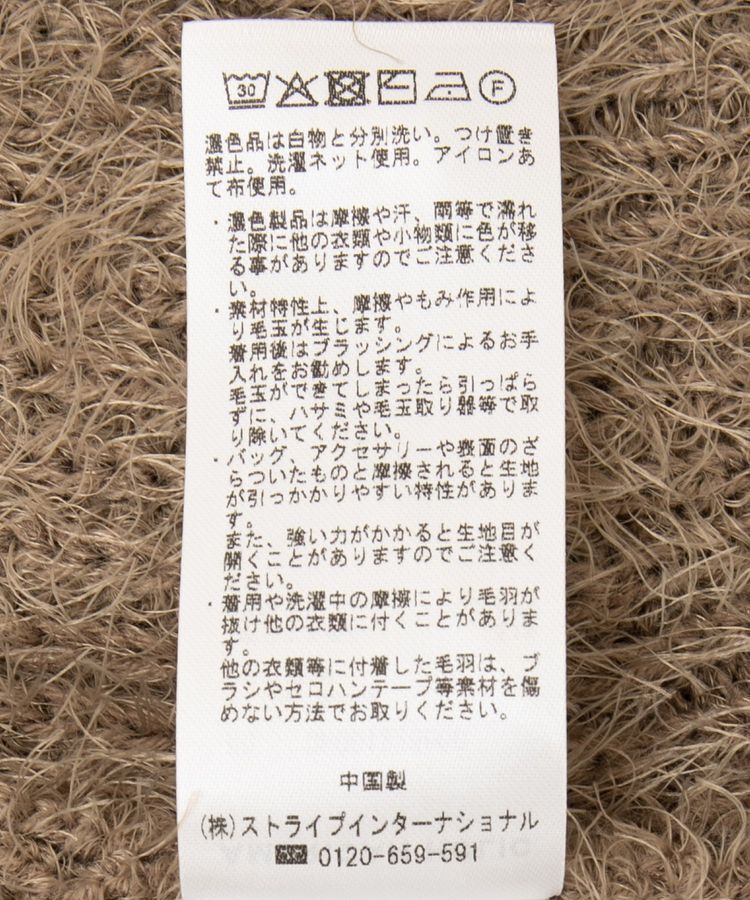 30 F
濃色品は白物と分別洗い。つけ置き
禁止。洗濯ネット使用。アイロンあ
て布使用。
・濃色製品は摩擦や汗、雨等で濡れ
た際に他の衣類や小物類に色が移
る事がありますのでご注意くださ
い。
・素材特性上、摩擦やもみ作用によ
り毛玉が生じます。
着用後はブラッシングによるお手
入れをお勧めします。
毛玉ができてしまったら引っぱら
ずに、ハサミや毛玉取り器等で取
り除いてください。
・バッグ、アクセサリーや表面のざ
らついたものと摩擦されると生地
が引っかかりやすい特性がありま
す。
また、強い力がかかると生地目が
開くことがありますのでご注意く
ださい。
・着用や洗濯中の摩擦により毛羽が
抜け他の衣類に付くことがありま
す。
他の衣類等に付着した毛羽は、ブ
ラシやセロハンテープ等素材を傷
めない方法でお取りください。
中国製
(株)ストライプインターナショナル
0120-659-591